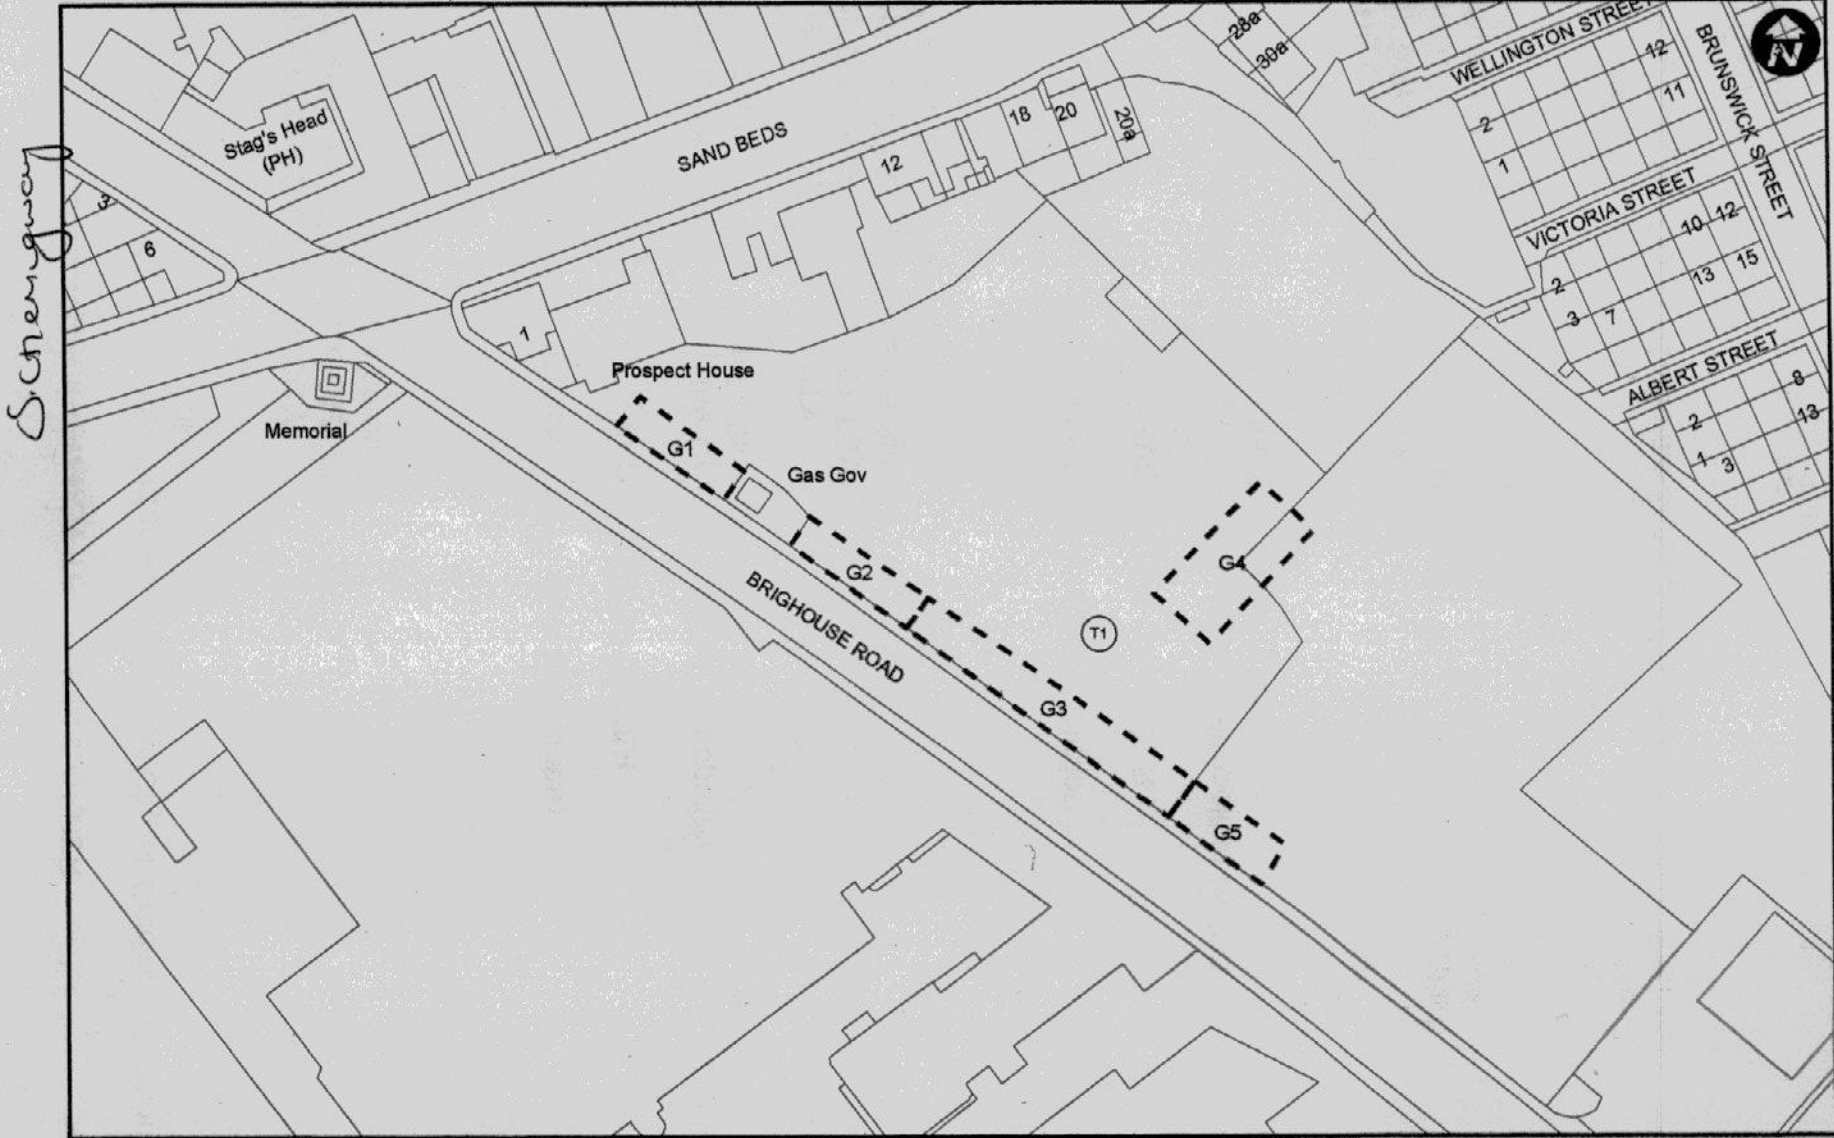 Stag's Head
(PH)
3
6
SAND BEDS
12
18
20
20a
28a
30a
WELLINGTON STREET
12
11
2
1
BRUNSWICK STREET
N
VICTORIA STREET
10
12
2
13
15
3
7
ALBERT STREET
8
2
13
1
3
1
Prospect House
Memorial
G1
Gas Gov
G2
BRIGHOUSE ROAD
G3
T1
G4
G5